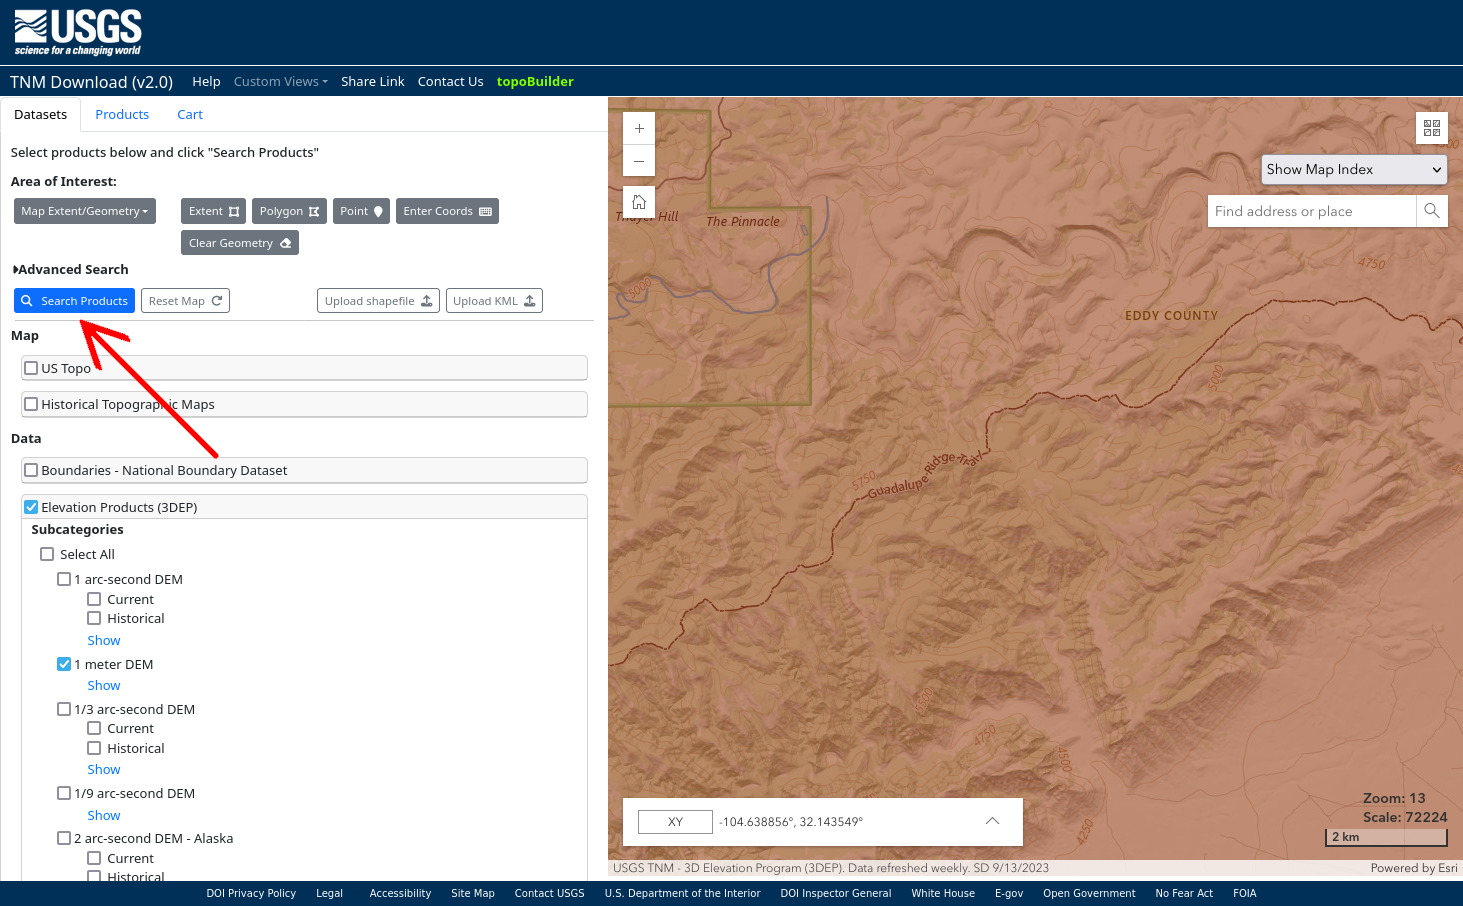 USGS
science for a changing world
TNM Download (v2.0) Help Custom Views Share Link Contact Us topoBuilder
Datasets Products Cart
Select products below and click "Search Products"
Area of Interest:
Map Extent/Geometry Extent Polygon Point Enter Coords
Clear Geometry
Advanced Search
Search Products Reset Map Upload shapefile Upload KML
Map
US Topo
Historical Topographic Maps
Data
Boundaries - National Boundary Dataset
Elevation Products (3DEP)
Subcategories
Select All
1 arc-second DEM
Current
Historical
Show
1 meter DEM
Show
1/3 arc-second DEM
Current
Historical
Show
1/9 arc-second DEM
Show
2 arc-second DEM - Alaska
Current
Historical
+
−
Show Map Index
Find address or place
Thayer Hill
The Pinnacle
5000
4750
EDDY COUNTY
5000
5750
Guadalupe-Ridge-Trail
5500
4750
4500
4250
XY -104.638856°, 32.143549°
Zoom: 13
Scale: 72224
2 km
USGS TNM - 3D Elevation Program (3DEP). Data refreshed weekly. SD 9/13/2023 Powered by Esri
DOI Privacy Policy Legal Accessibility Site Map Contact USGS U.S. Department of the Interior DOI Inspector General White House E-gov Open Government No Fear Act FOIA